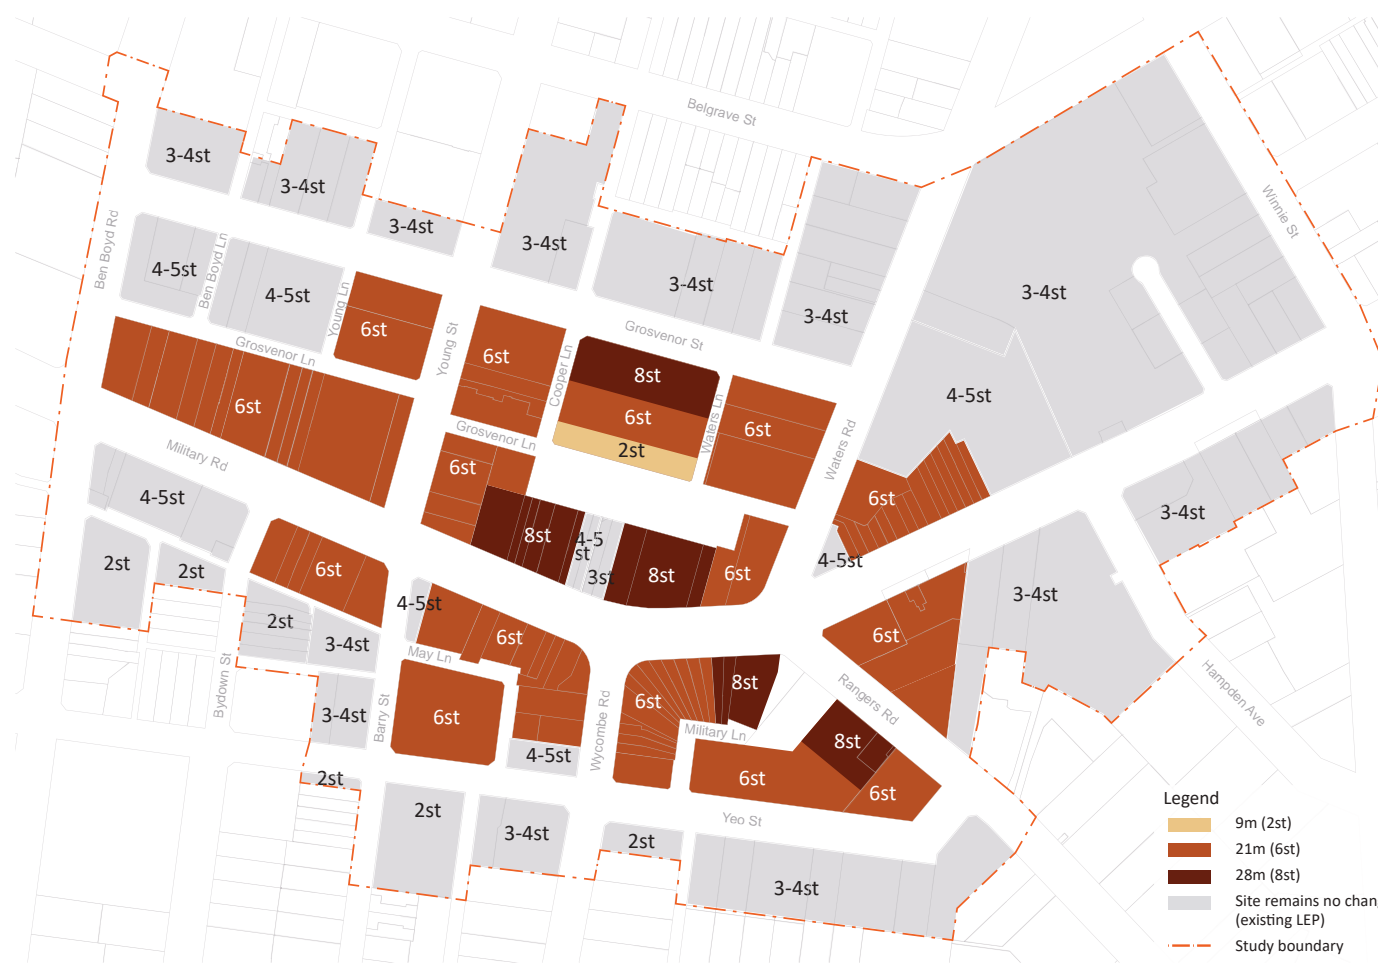 Belgrave St
3-4st
3-4st
3-4st
3-4st
3-4st
3-4st
3-4st
Winnie St
Ben Boyd Rd
4-5st
Ben Boyd Ln
4-5st
Young Ln
6st
Young St
6st
Cooper Ln
Grosvenor St
8st
6st
2st
Waters Ln
6st
Waters Rd
4-5st
Grosvenor Ln
6st
Grosvenor Ln
6st
Military Rd
4-5st
8st
4-5
st
3st
8st
6st
6st
4-5st
3-4st
3-4st
2st
2st
6st
2st
3-4st
4-5st
6st
May Ln
6st
Bydown St
Barry St
3-4st
6st
4-5st
Wycombe Rd
6st
8st
Military Ln
Rangers Rd
8st
6st
6st
Hampden Ave
2st
2st
3-4st
2st
Yeo St
3-4st
Legend
9m (2st)
21m (6st)
28m (8st)
Site remains no chan
(existing LEP)
Study boundary